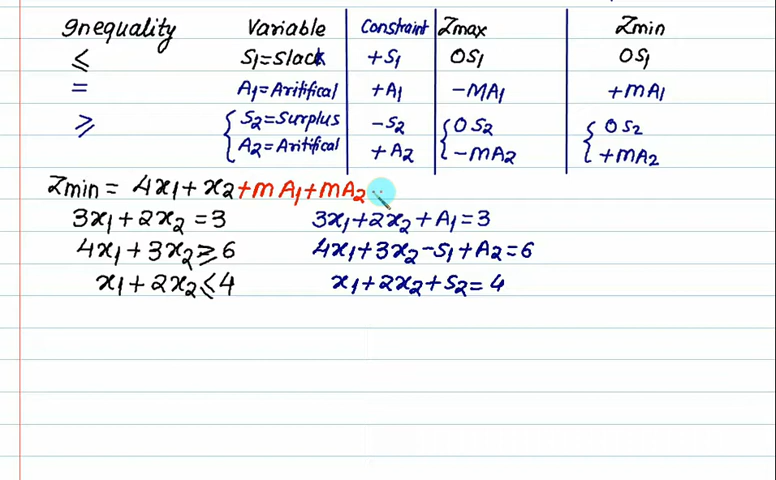 Inequality Variable Constraint Zmax Zmin
≤ S1=Slack +S1 0S1 0S1
= A1=Aritifical +A1 -MA1 +mA1
≥ { S2=Surplus -S2 { 0S2 { 0S2
A2=Aritifical +A2 -MA2 +mA2
Zmin = 4x1+x2+mA1+mA2
3x1+2x2=3 3x1+2x2+A1=3
4x1+3x2≥6 4x1+3x2-S1+A2=6
x1+2x2≤4 x1+2x2+S2=4